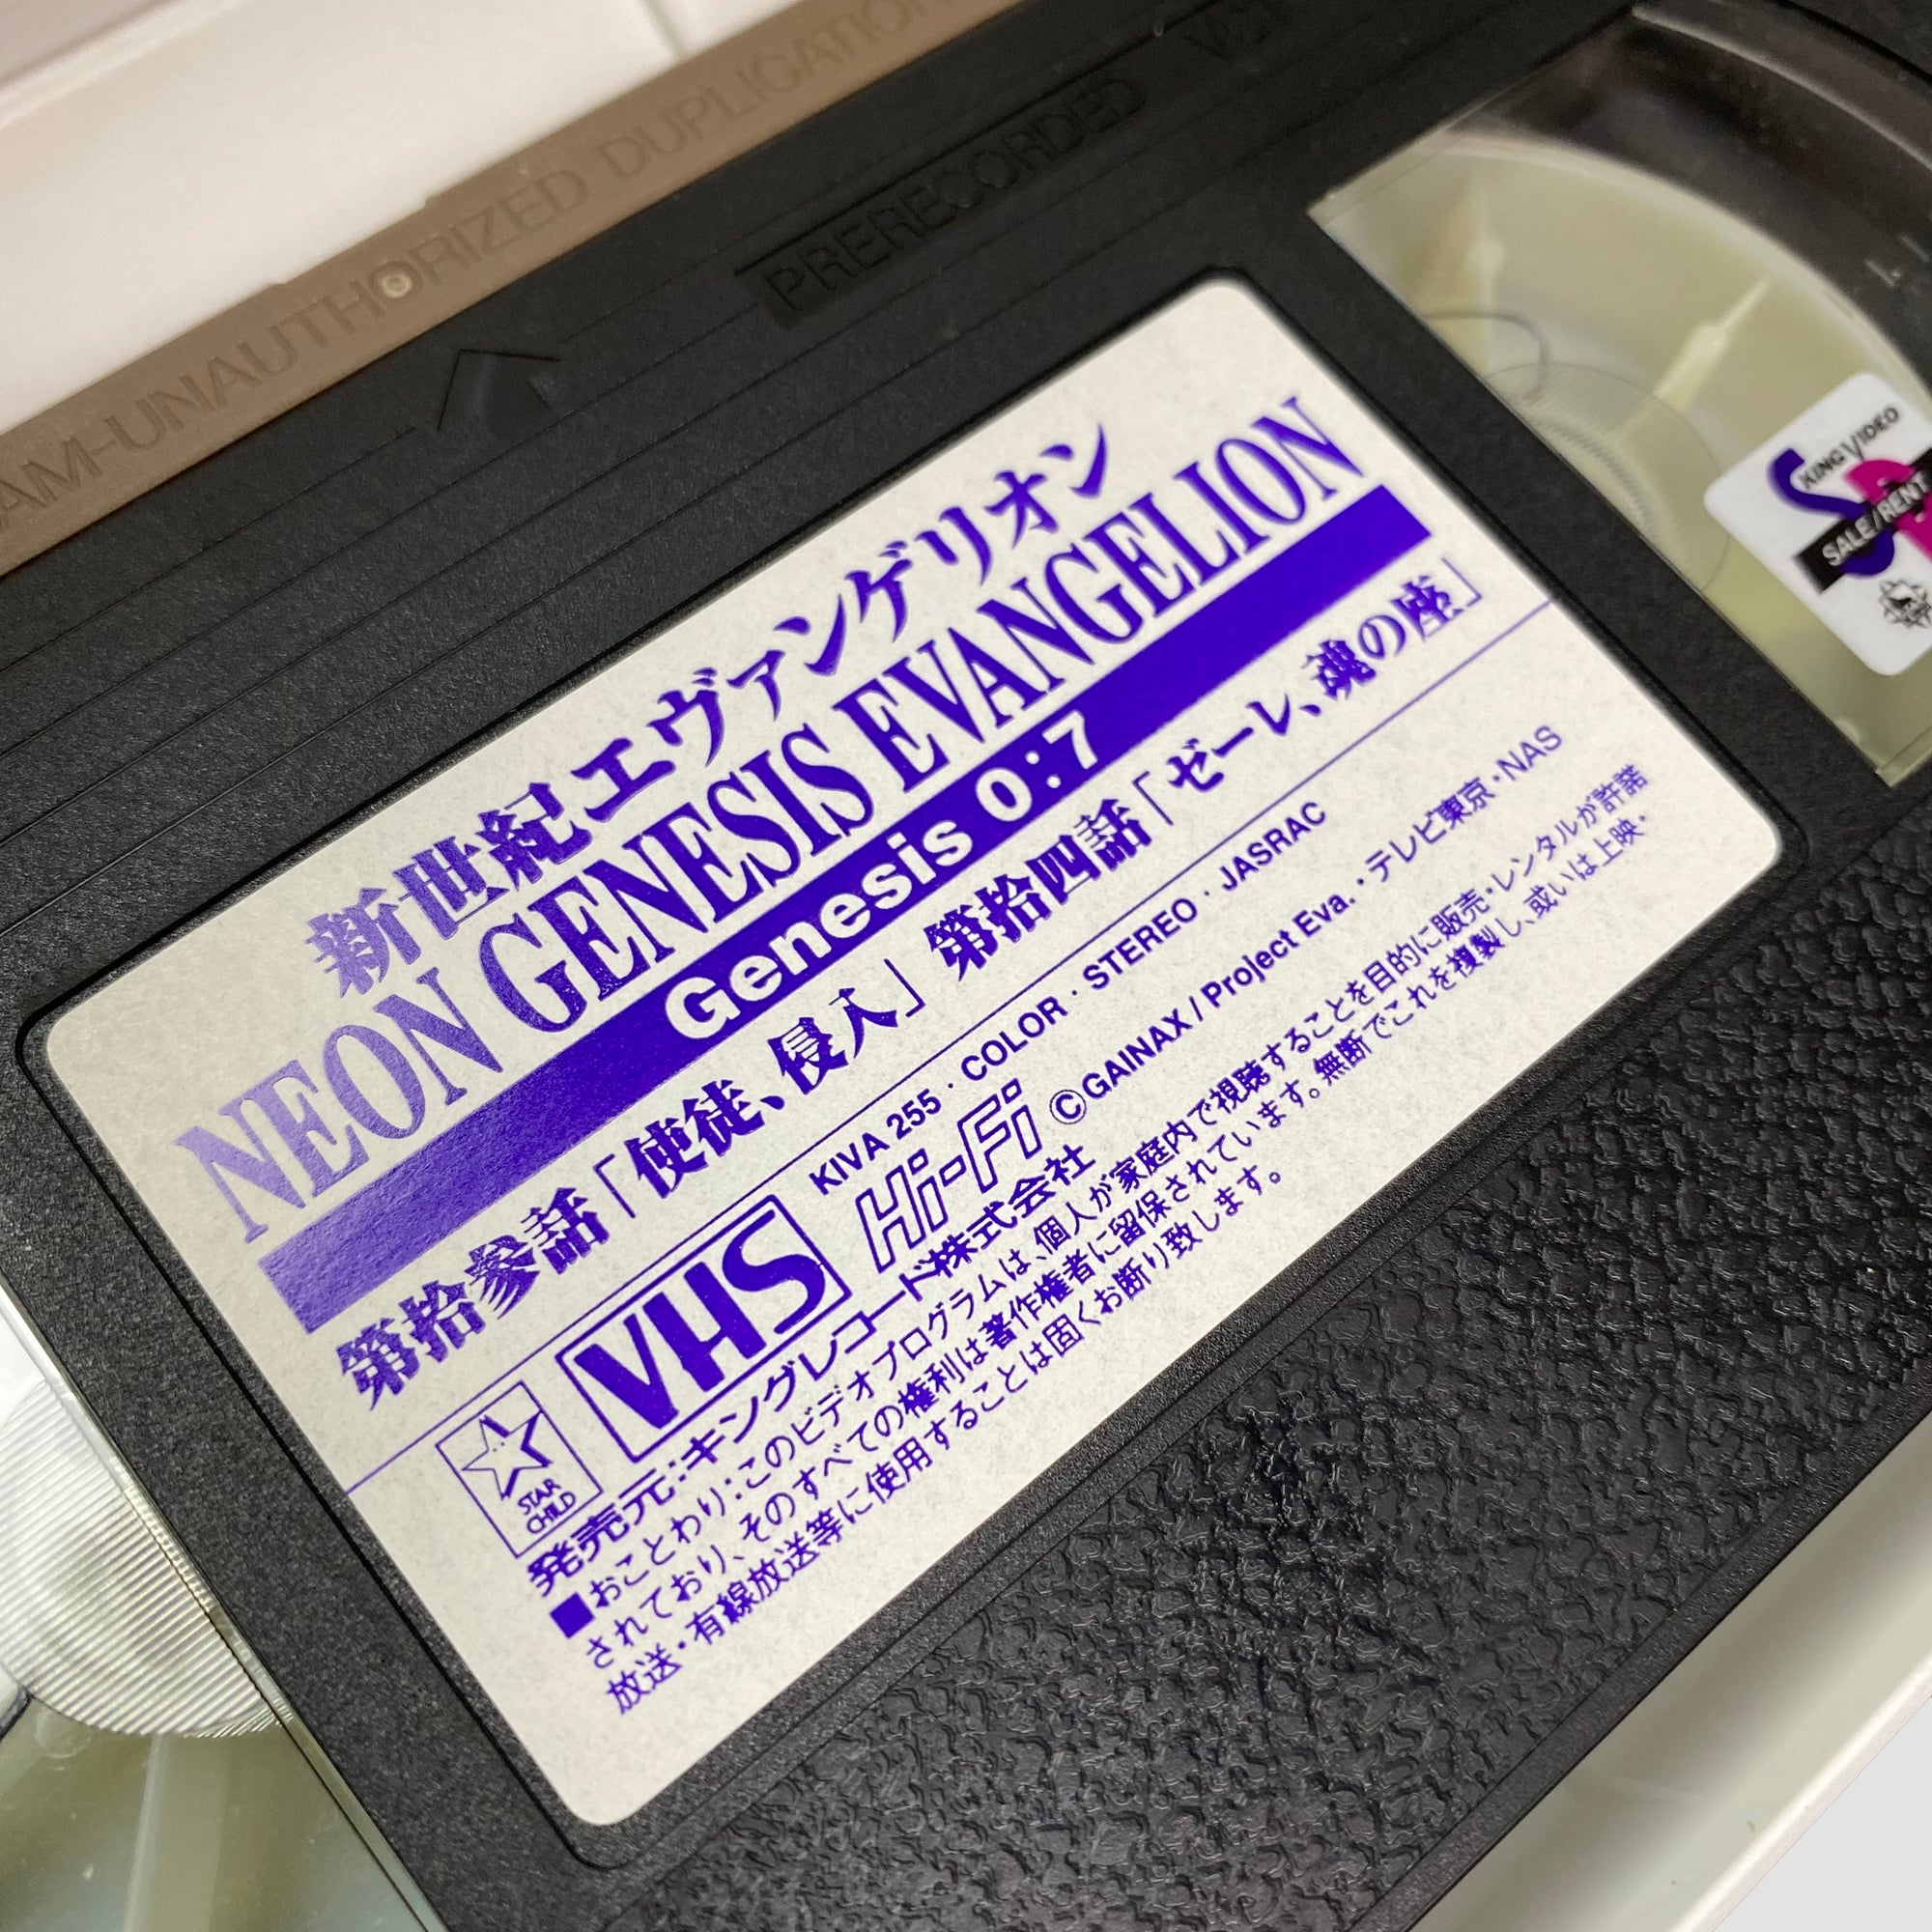 AM-UNAUTHORIZED DUPLICATION
PRERECORDED
新世紀エヴァンゲリオン
NEON GENESIS EVANGELION
Genesis 0:7
第拾参話「使徒、侵入」 第拾四話「ゼーレ、魂の座」
KIVA 255・COLOR・STEREO・JASRAC
STAR CHILD
VHS
Hi-Fi
©GAINAX / Project Eva.・テレビ東京・NAS
発売元:キングレコード株式会社
■おことわり:このビデオプログラムは、個人が家庭内で視聴することを目的に販売・レンタルが許諾
されており、そのすべての権利は著作権者に留保されています。無断でこれを複製し、或いは上映・
放送・有線放送等に使用することは固くお断り致します。
KING VIDEO
SALE/RENT